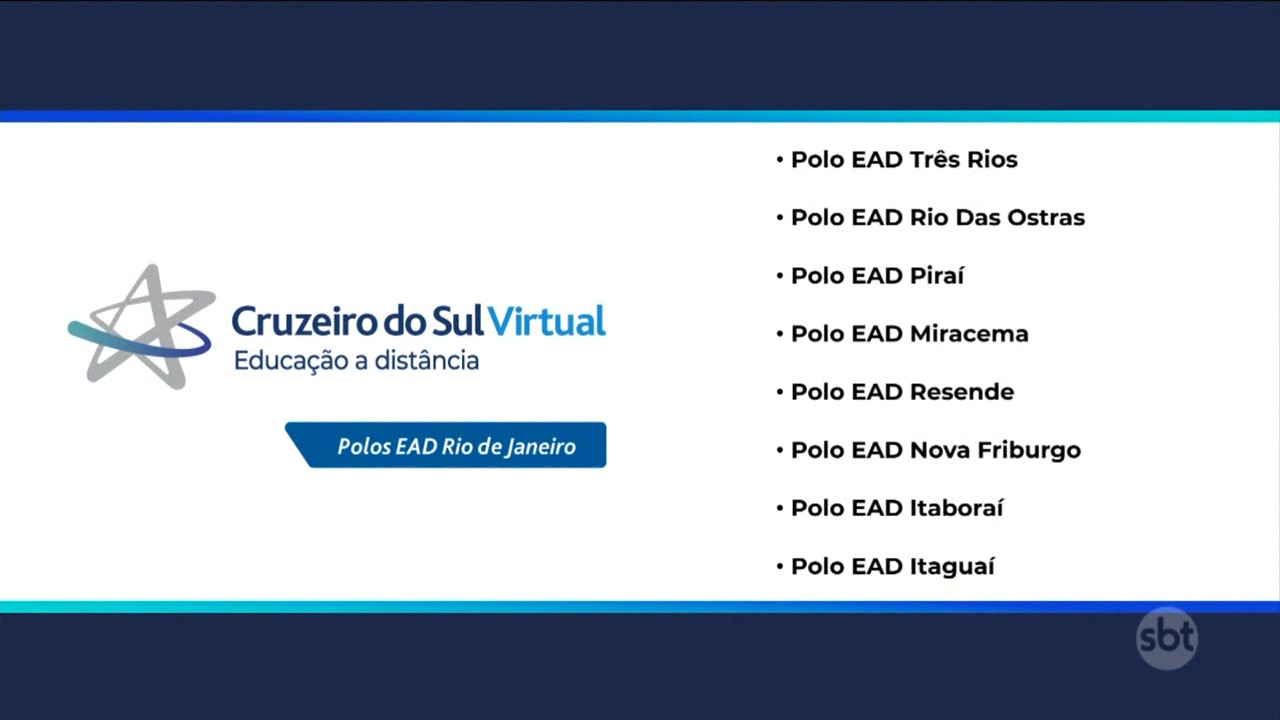 Cruzeiro do Sul Virtual
Educação a distância
Polos EAD Rio de Janeiro
• Polo EAD Três Rios
• Polo EAD Rio Das Ostras
• Polo EAD Piraí
• Polo EAD Miracema
• Polo EAD Resende
• Polo EAD Nova Friburgo
• Polo EAD Itaboraí
• Polo EAD Itaguaí
sbt